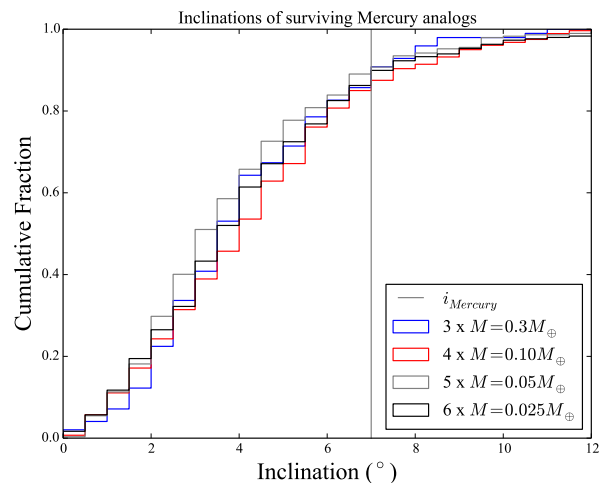 Inclinations of surviving Mercury analogs
Cumulative Fraction
1.0
0.8
0.6
0.4
0.2
0.0
0
2
4
6
8
10
12
Inclination (°)
i_Mercury
3 x M=0.3M⊕
4 x M=0.10M⊕
5 x M=0.05M⊕
6 x M=0.025M⊕